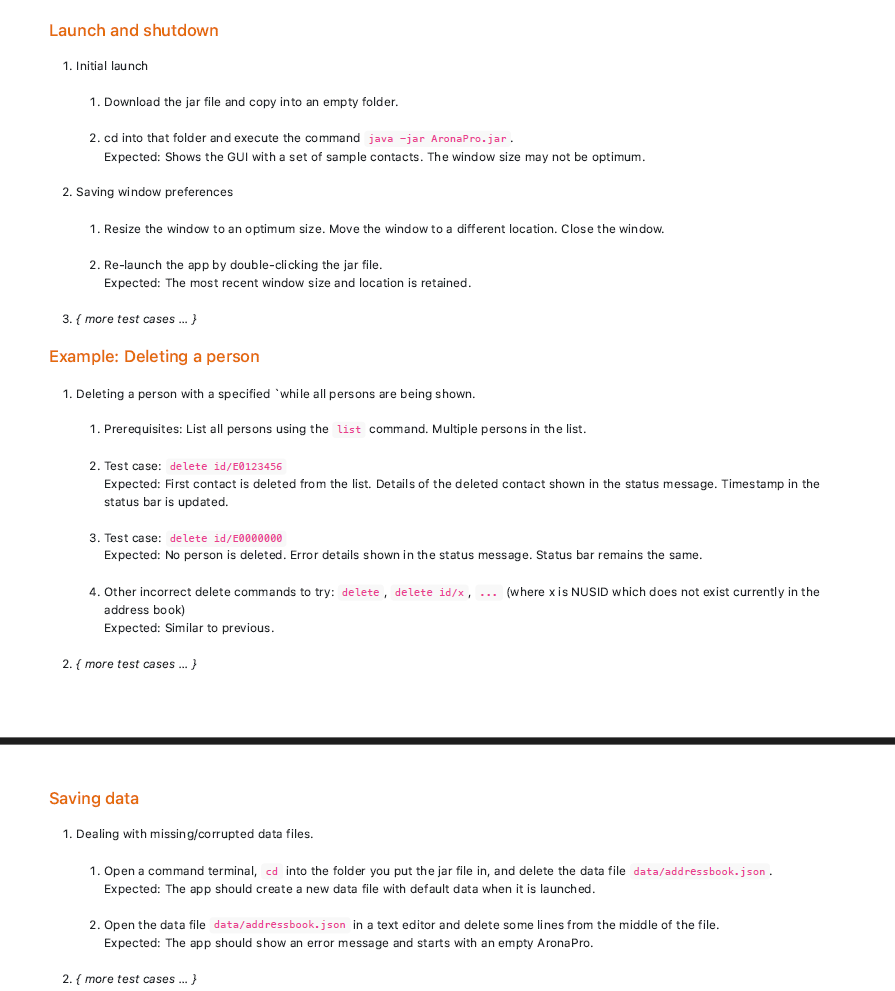 Launch and shutdown
1. Initial launch
1. Download the jar file and copy into an empty folder.
2. cd into that folder and execute the command java -jar AronaPro.jar.
Expected: Shows the GUI with a set of sample contacts. The window size may not be optimum.
2. Saving window preferences
1. Resize the window to an optimum size. Move the window to a different location. Close the window.
2. Re-launch the app by double-clicking the jar file.
Expected: The most recent window size and location is retained.
3. { more test cases … }
Example: Deleting a person
1. Deleting a person with a specified `while all persons are being shown.
1. Prerequisites: List all persons using the list command. Multiple persons in the list.
2. Test case: delete id/E0123456
Expected: First contact is deleted from the list. Details of the deleted contact shown in the status message. Timestamp in the
status bar is updated.
3. Test case: delete id/E0000000
Expected: No person is deleted. Error details shown in the status message. Status bar remains the same.
4. Other incorrect delete commands to try: delete, delete id/x, ... (where x is NUSID which does not exist currently in the
address book)
Expected: Similar to previous.
2. { more test cases … }
Saving data
1. Dealing with missing/corrupted data files.
1. Open a command terminal, cd into the folder you put the jar file in, and delete the data file data/addressbook.json.
Expected: The app should create a new data file with default data when it is launched.
2. Open the data file data/addressbook.json in a text editor and delete some lines from the middle of the file.
Expected: The app should show an error message and starts with an empty AronaPro.
2. { more test cases … }